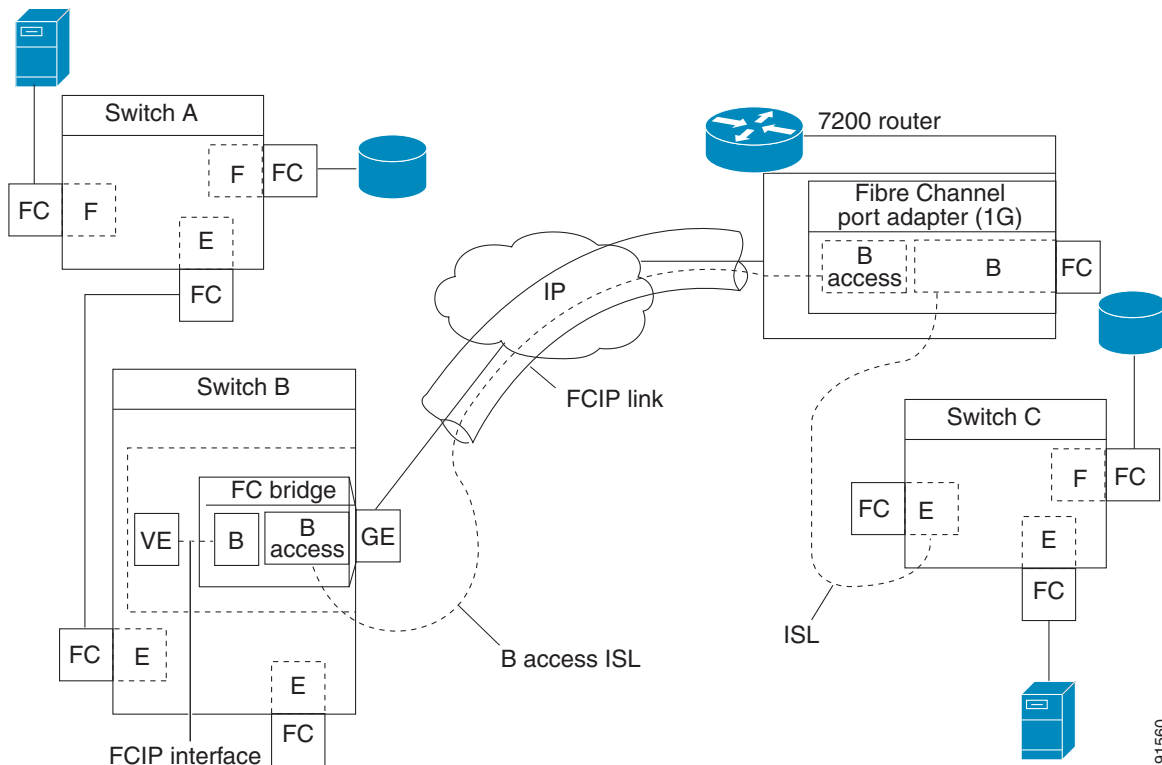 Switch A
FC
F
F
FC
E
FC
7200 router
Fibre Channel
port adapter (1G)
B
access
B
FC
IP
FCIP link
Switch B
FC bridge
VE
B
B
access
GE
FC
E
E
FC
FCIP interface
B access ISL
ISL
Switch C
F
FC
FC
E
E
FC
91560